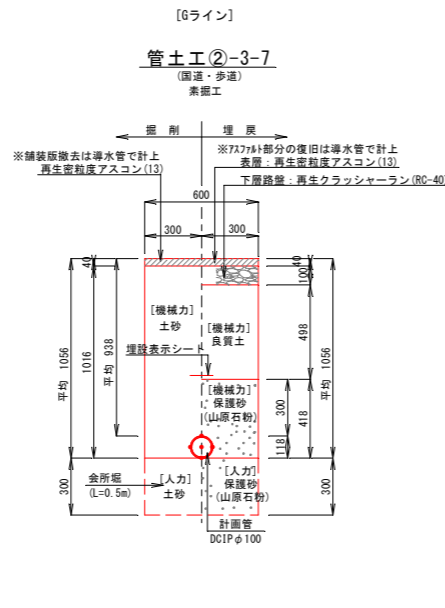 [Gライン]
管土工②-3-7
(国道・歩道)
素掘工
掘 削
埋 戻
※舗装版撤去は導水管で計上
再生密粒度アスコン(13)
※アスファルト部分の復旧は導水管で計上
表層:再生密粒度アスコン(13)
下層路盤:再生クラッシャーラン(RC-40)
600
300
300
40
1016
平均 1056
平均 938
300
40
100
498
300
118
418
平均 1056
300
[機械力]
土砂
[機械力]
良質土
埋設表示シート
[機械力]
保護砂
(山原石粉)
会所堀
(L=0.5m)
[人力]
土砂
[人力]
保護砂
(山原石粉)
計画管
DCIPφ100